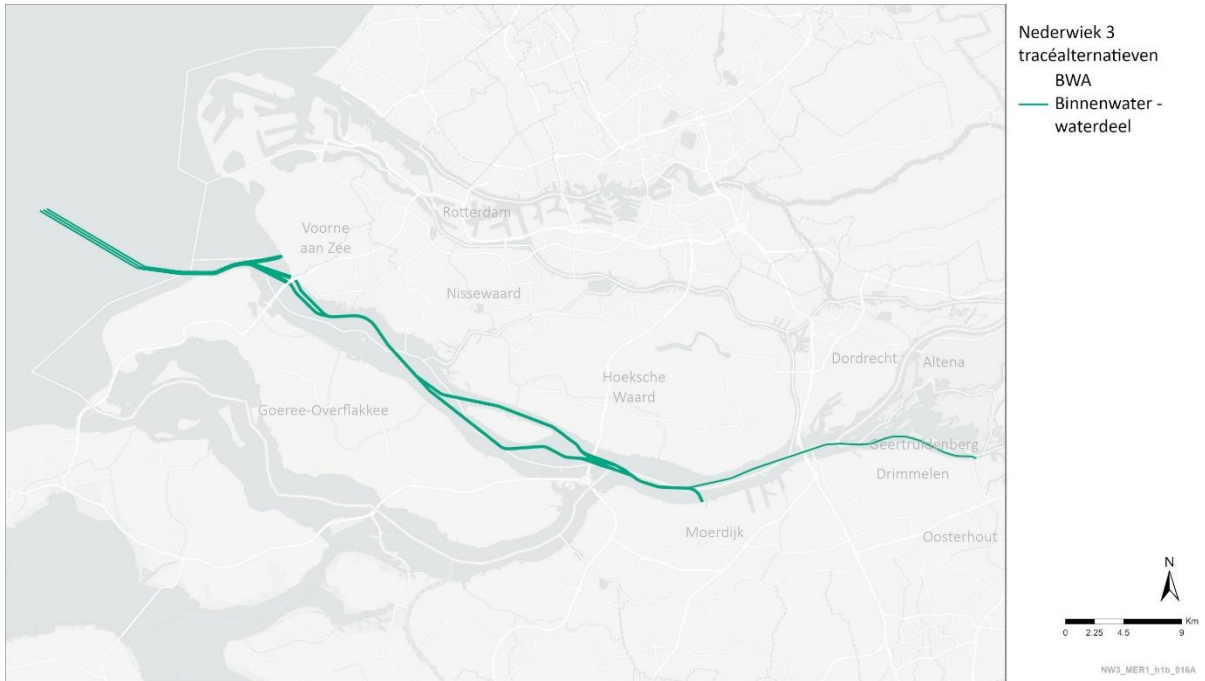 Nederwiek 3
tracéalternatieven
BWA
Binnenwater -
waterdeel
Rotterdam
Voorne
aan Zee
Nissewaard
Dordrecht
Altena
Hoeksche
Waard
Goeree-Overflakkee
Geertruidenberg
Drimmelen
Moerdijk
Oosterhout
N
Km
0 2.25 4.5 9
NW3_MER1_h1b_016A